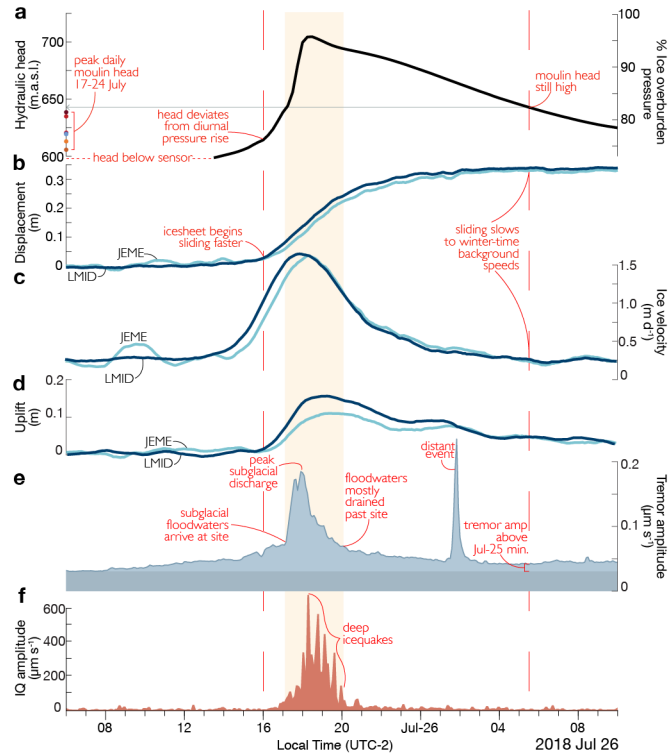 a
Hydraulic head
(m.a.s.l.)
700
650
600
100
90
80
% Ice overburden
pressure
peak daily
moulin head
17-24 July
head deviates
from diurnal
pressure rise
moulin head
still high
head below sensor
b
Displacement
(m)
0.3
0.2
0.1
0
icesheet begins
sliding faster
JEME
LMID
sliding slows
to winter-time
background
speeds
c
1.5
1.0
0.5
0
Ice velocity
(m·d⁻¹)
JEME
LMID
d
Uplift
(m)
0.2
0.1
0
JEME
LMID
distant
event
e
peak
subglacial
discharge
subglacial
floodwaters
arrive at site
floodwaters
mostly
drained
past site
tremor amp
above
Jul-25 min.
0.2
0.1
0
Tremor amplitude
(μm s⁻¹)
f
IQ amplitude
(μm s⁻¹)
600
400
200
0
deep
icequakes
08 12 16 20 Jul-26 04 08
Local Time (UTC-2) 2018 Jul 26